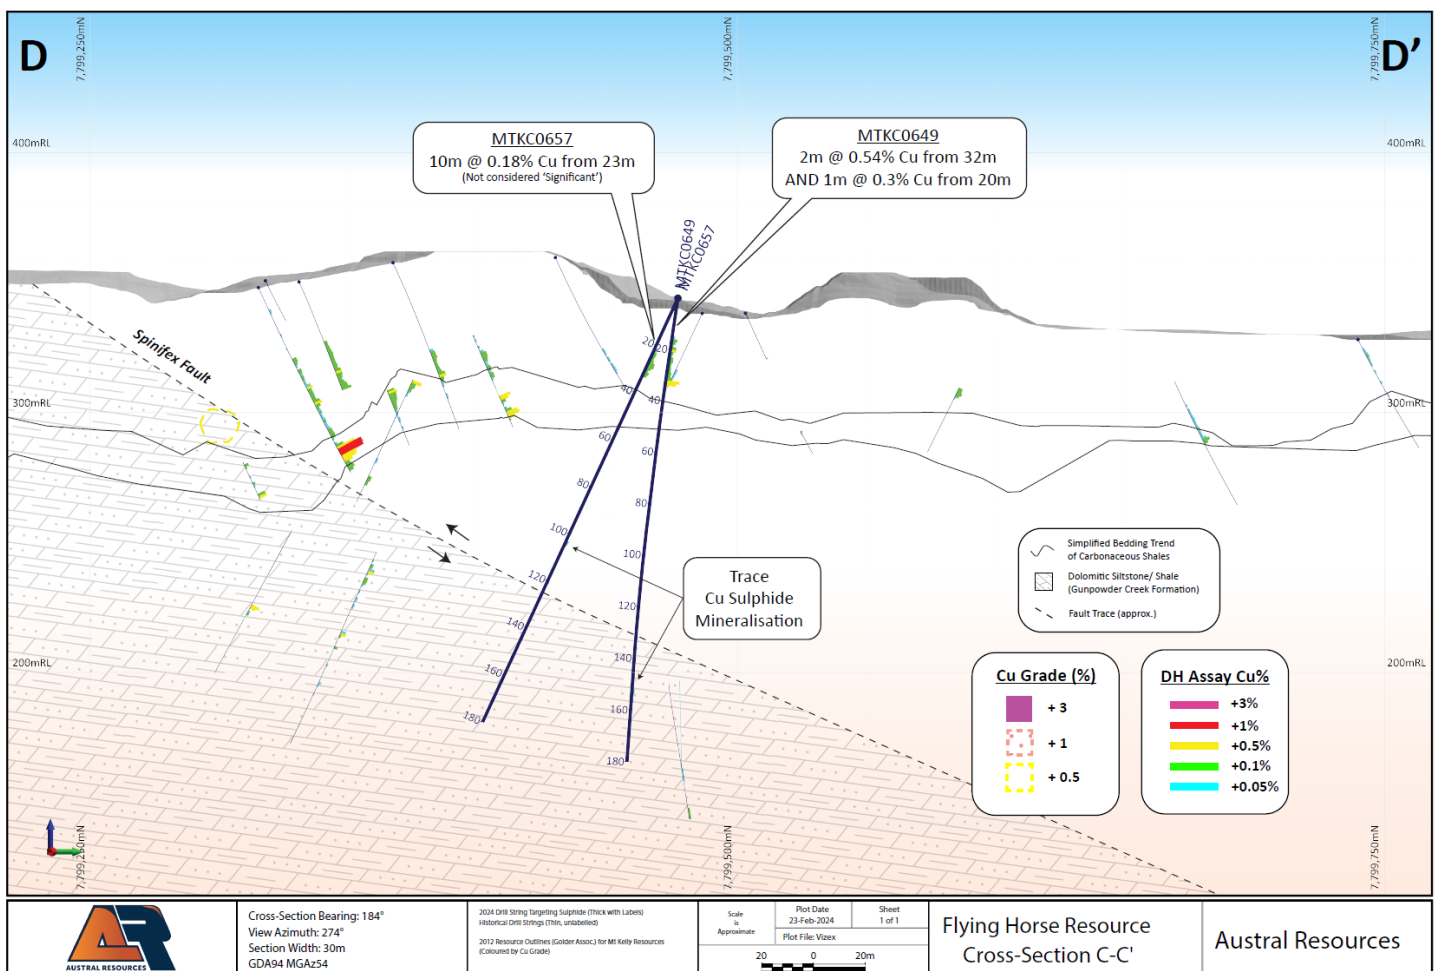 D
D'
7,799,250mN
7,799,500mN
7,799,750mN
400mRL
400mRL
MTKC0657
10m @ 0.18% Cu from 23m
(Not considered 'Significant')
MTKC0649
2m @ 0.54% Cu from 32m
AND 1m @ 0.3% Cu from 20m
MTKC0649
MTKC0657
Spinifex Fault
300mRL
300mRL
20
40
60
80
100
120
140
160
180
20
40
60
80
100
120
140
160
180
Trace
Cu Sulphide
Mineralisation
200mRL
200mRL
Simplified Bedding Trend
of Carbonaceous Shales
Dolomitic Siltstone/ Shale
(Gunpowder Creek Formation)
Fault Trace (approx.)
Cu Grade (%)
+ 3
+ 1
+ 0.5
DH Assay Cu%
+3%
+1%
+0.5%
+0.1%
+0.05%
7,799,250mN
7,799,500mN
7,799,750mN
AR
AUSTRAL RESOURCES
Cross-Section Bearing: 184°
View Azimuth: 274°
Section Width: 30m
GDA94 MGAz54
2024 Drill String Targeting Sulphide (Thick with Labels)
Historical Drill Strings (Thin, unlabelled)
2012 Resource Outlines (Golder Assoc.) for Mt Kelly Resources
(Coloured by Cu Grade)
Scale
is
Approximate
Plot Date
23-Feb-2024
Sheet
1 of 1
Plot File: Vizex
20
0
20m
Flying Horse Resource
Cross-Section C-C'
Austral Resources